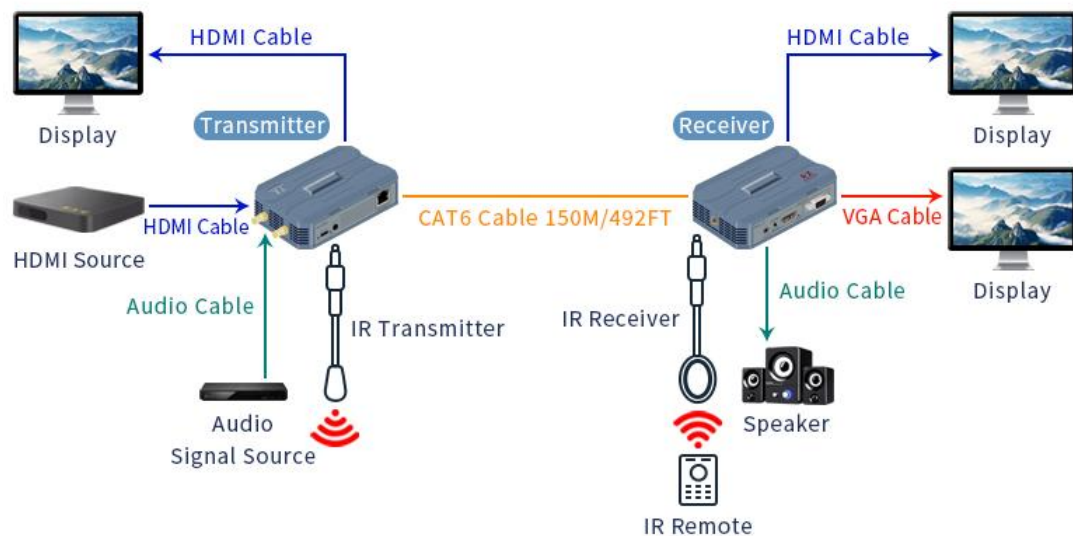 HDMI Cable
HDMI Cable
Display
Transmitter
Receiver
Display
HDMI Cable
CAT6 Cable 150M/492FT
VGA Cable
HDMI Source
Display
Audio Cable
IR Transmitter
IR Receiver
Audio Cable
Audio
Signal Source
Speaker
IR Remote